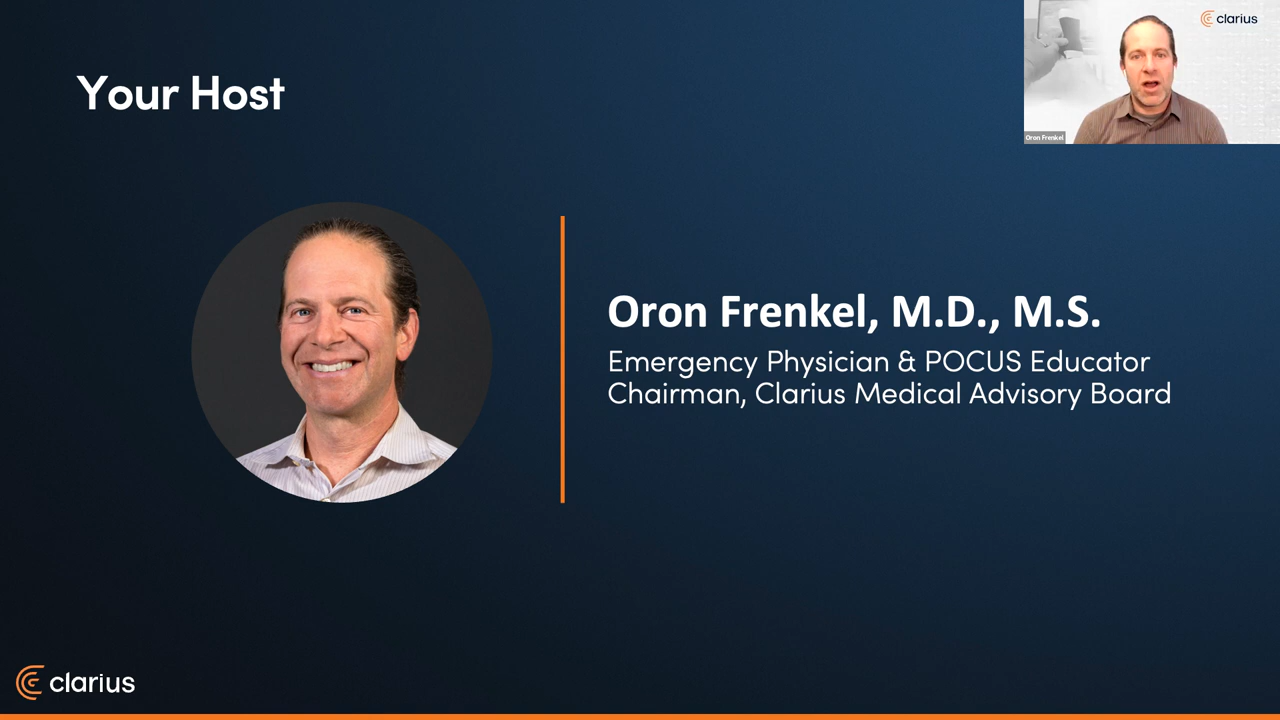 clarius
Your Host
Oron Frenkel
Oron Frenkel, M.D., M.S.
Emergency Physician & POCUS Educator
Chairman, Clarius Medical Advisory Board
clarius